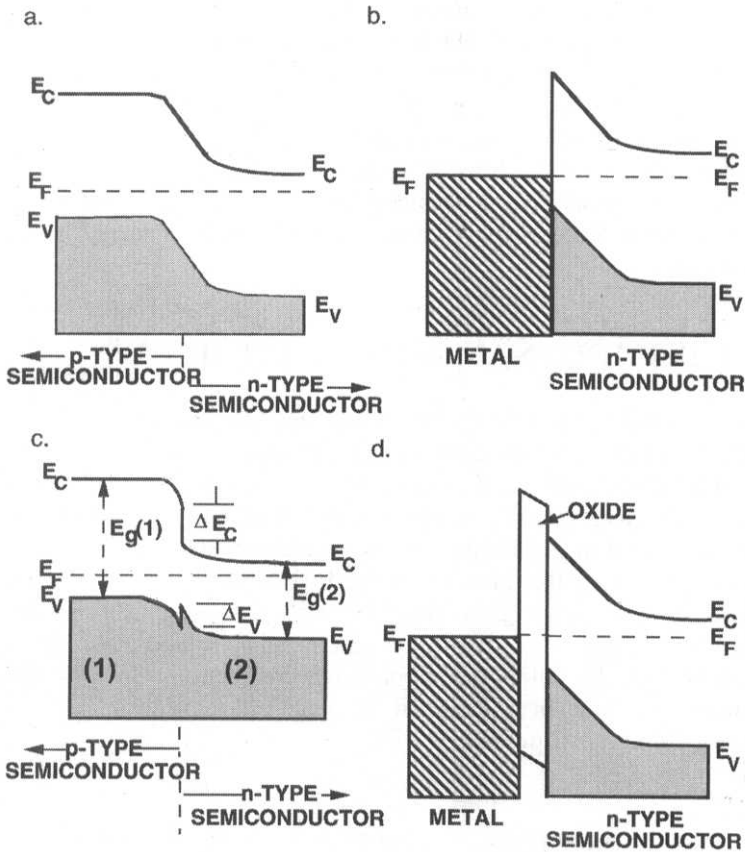 a.
E_C
E_C
E_F
E_V
E_V
p-TYPE
SEMICONDUCTOR
n-TYPE
SEMICONDUCTOR
b.
E_C
E_F
E_F
E_V
METAL
n-TYPE
SEMICONDUCTOR
c.
E_C
Δ E_C
E_g(1)
E_C
E_F
E_g(2)
E_V
Δ E_V
E_V
(1)
(2)
p-TYPE
SEMICONDUCTOR
n-TYPE
SEMICONDUCTOR
d.
OXIDE
E_C
E_F
E_F
E_V
METAL
n-TYPE
SEMICONDUCTOR